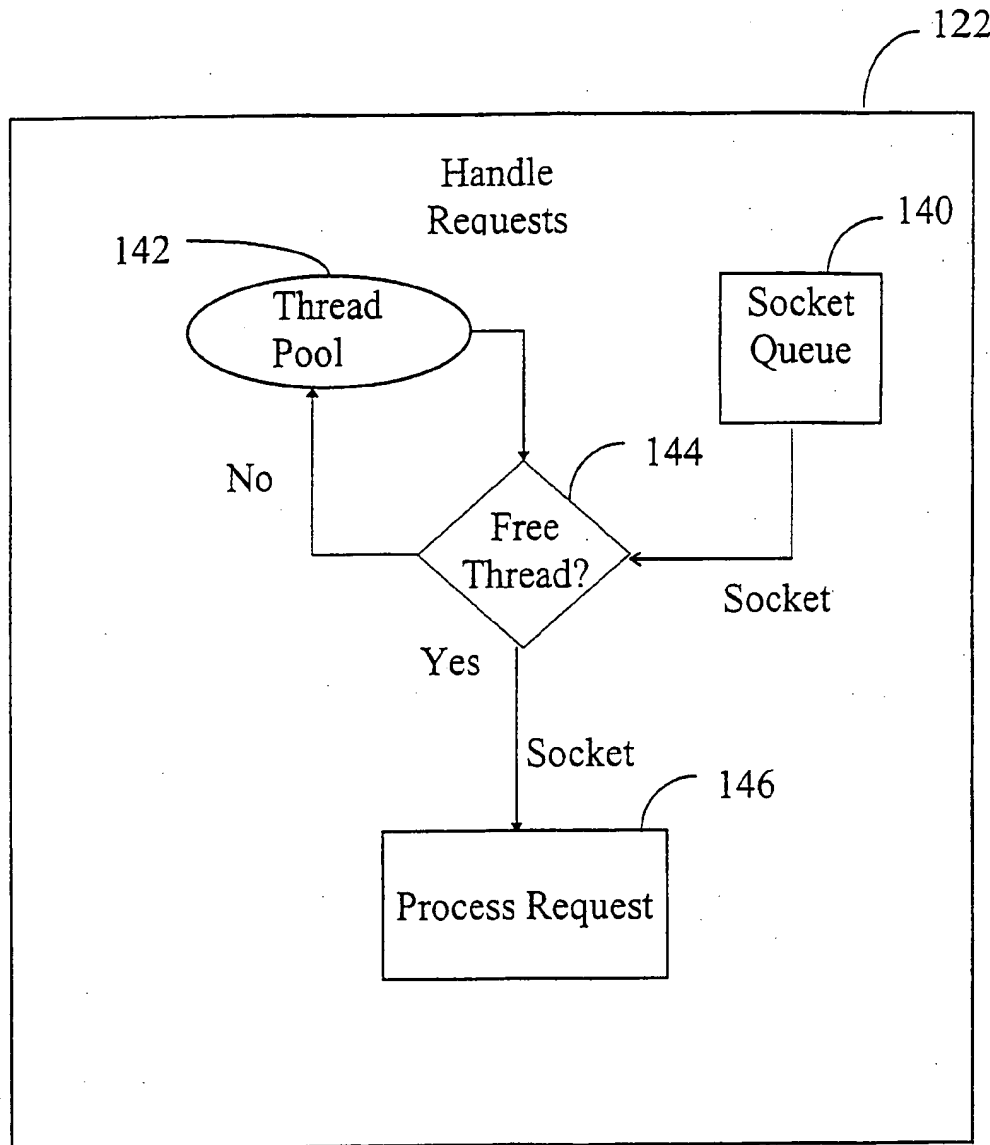 122
Handle
Requests
140
142
Thread
Pool
Socket
Queue
144
No
Free
Thread?
Socket
Yes
Socket
146
Process Request